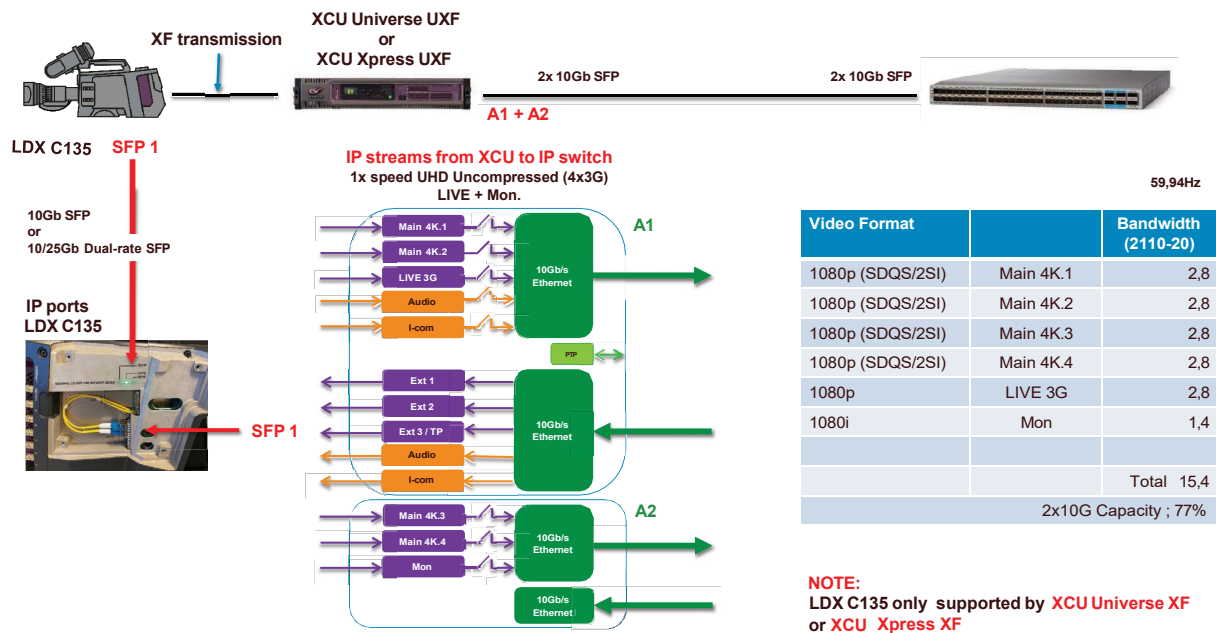 XCU Universe UXF
or
XCU Xpress UXF
XF transmission
2x 10Gb SFP
2x 10Gb SFP
A1 + A2
LDX C135 SFP 1
10Gb SFP
or
10/25Gb Dual-rate SFP
IP ports
LDX C135
SFP 1
IP streams from XCU to IP switch
1x speed UHD Uncompressed (4x3G)
LIVE + Mon.
A1
Main 4K.1
Main 4K.2
LIVE 3G
Audio
I-com
10Gb/s
Ethernet
PTP
Ext 1
Ext 2
Ext 3 / TP
Audio
I-com
10Gb/s
Ethernet
A2
Main 4K.3
Main 4K.4
Mon
10Gb/s
Ethernet
10Gb/s
Ethernet
59,94Hz
Video Format Bandwidth
(2110-20)
1080p (SDQS/2SI) Main 4K.1 2,8
1080p (SDQS/2SI) Main 4K.2 2,8
1080p (SDQS/2SI) Main 4K.3 2,8
1080p (SDQS/2SI) Main 4K.4 2,8
1080p LIVE 3G 2,8
1080i Mon 1,4
Total 15,4
2x10G Capacity ; 77%
NOTE:
LDX C135 only supported by XCU Universe XF
or XCU Xpress XF